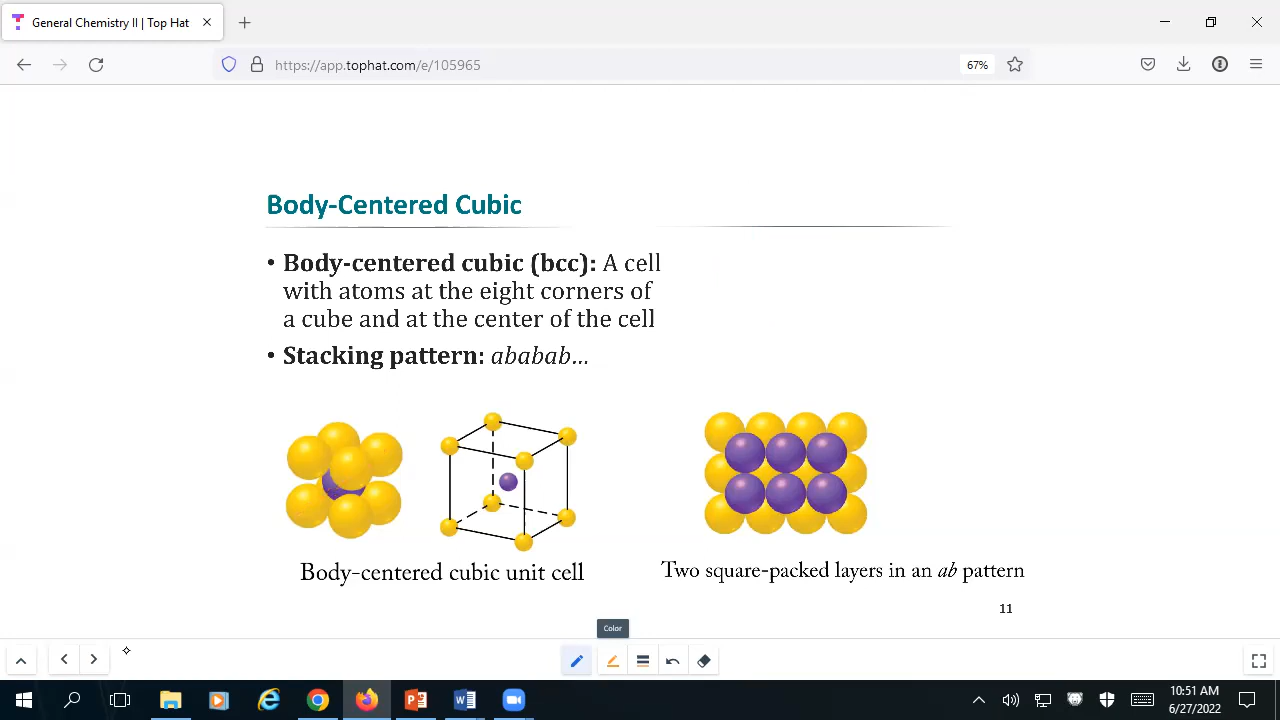 General Chemistry II | Top Hat
https://app.tophat.com/e/105965
67%
Body-Centered Cubic
• Body-centered cubic (bcc): A cell
with atoms at the eight corners of
a cube and at the center of the cell
• Stacking pattern: ababab...
Body-centered cubic unit cell
Two square-packed layers in an ab pattern
11
Color
10:51 AM
6/27/2022